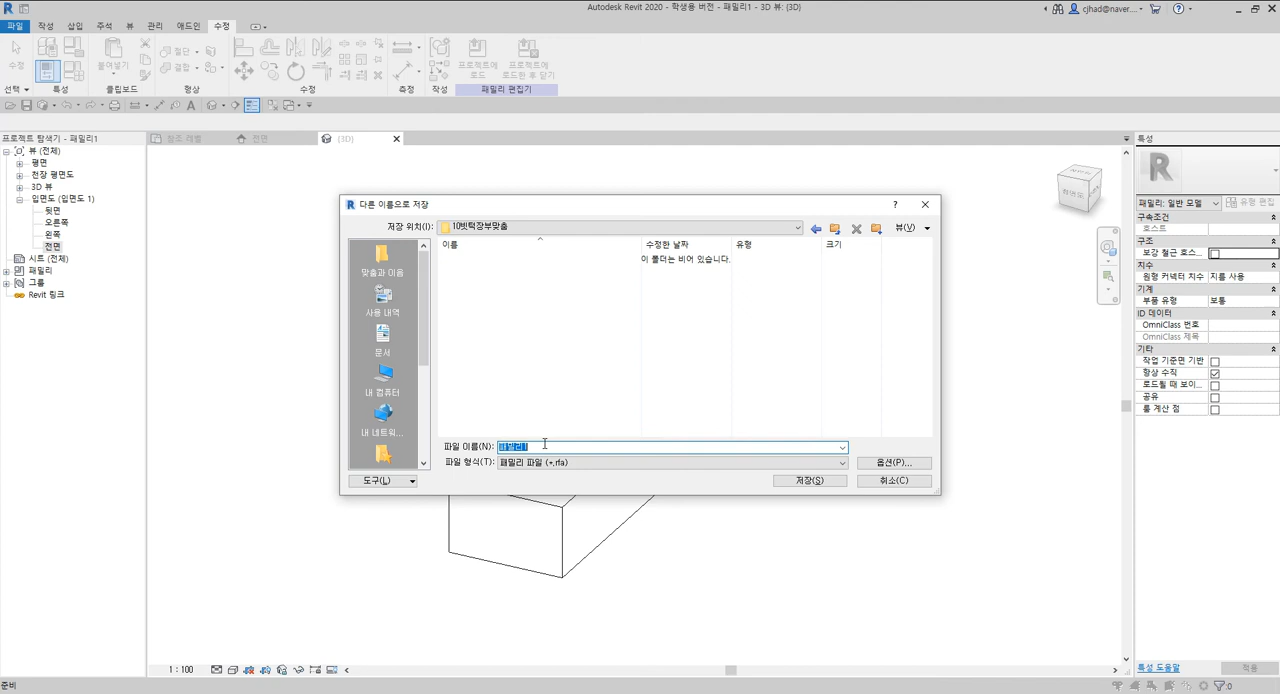 Autodesk Revit 2020 - 학생용 버전 - 패밀리1 - 3D 뷰: {3D}
cjhad@naver....
파일 작성 삽입 주석 뷰 관리 애드인 수정
수정 붙여넣기 절단 결합 프로젝트에 로드 프로젝트에 로드한 후 닫기
선택 특성 클립보드 형상 수정 측정 작성 패밀리 편집기
프로젝트 탐색기 - 패밀리1
참조 레벨 전면 {3D}
특성
뷰 (전체)
평면
천장 평면도
3D 뷰
입면도 (입면도 1)
뒷면
오른쪽
왼쪽
전면
시트 (전체)
패밀리
그룹
Revit 링크
다른 이름으로 저장
저장 위치(I): 10빗턱장부맞춤 뷰(V)
이름 수정한 날짜 유형 크기
이 폴더는 비어 있습니다.
맞춤과 이음
사용 내역
문서
내 컴퓨터
내 네트워...
파일 이름(N): 패밀리1
파일 형식(T): 패밀리 파일 (*.rfa) 옵션(P)...
도구(L) 저장(S) 취소(C)
패밀리: 일반 모델 유형 편집
구속조건
호스트
구조
보강 철근 호스...
치수
원형 커넥터 치수 지름 사용
기계
부품 유형 보통
ID 데이터
OmniClass 번호
OmniClass 제목
기타
작업 기준면 기반
항상 수직
로드될 때 보이...
공유
룸 계산 점
특성 도움말 적용
1 : 100
준비
:0